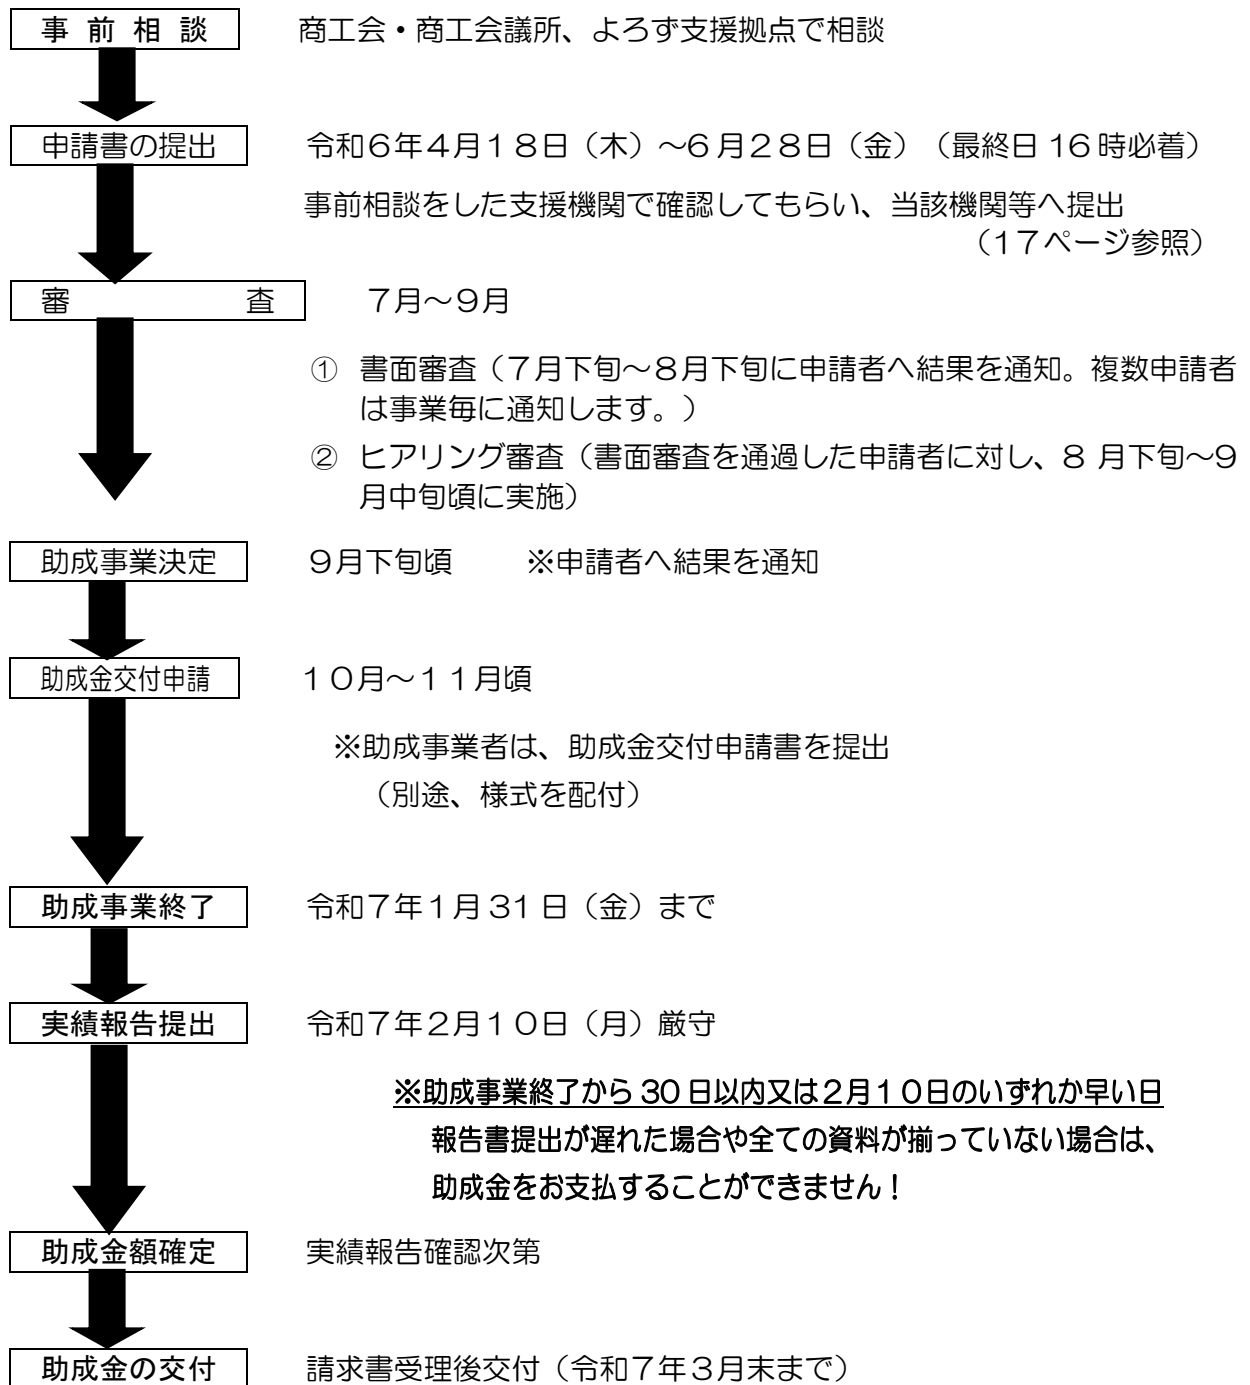 事前相談 商工会・商工会議所、よろず支援拠点で相談
申請書の提出 令和６年４月１８日（木）～６月２８日（金）（最終日 16 時必着）
事前相談をした支援機関で確認してもらい、当該機関等へ提出
（１７ページ参照）
審査 ７月～９月
① 書面審査（７月下旬～８月下旬に申請者へ結果を通知。複数申請者
は事業毎に通知します。）
② ヒアリング審査（書面審査を通過した申請者に対し、８月下旬～９
月中旬頃に実施）
助成事業決定 ９月下旬頃 ※申請者へ結果を通知
助成金交付申請 １０月～１１月頃
※助成事業者は、助成金交付申請書を提出
（別途、様式を配付）
助成事業終了 令和７年１月 31 日（金）まで
実績報告提出 令和７年２月１０日（月）厳守
※助成事業終了から 30 日以内又は２月１０日のいずれか早い日
報告書提出が遅れた場合や全ての資料が揃っていない場合は、
助成金をお支払することができません！
助成金額確定 実績報告確認次第
助成金の交付 請求書受理後交付（令和７年３月末まで）